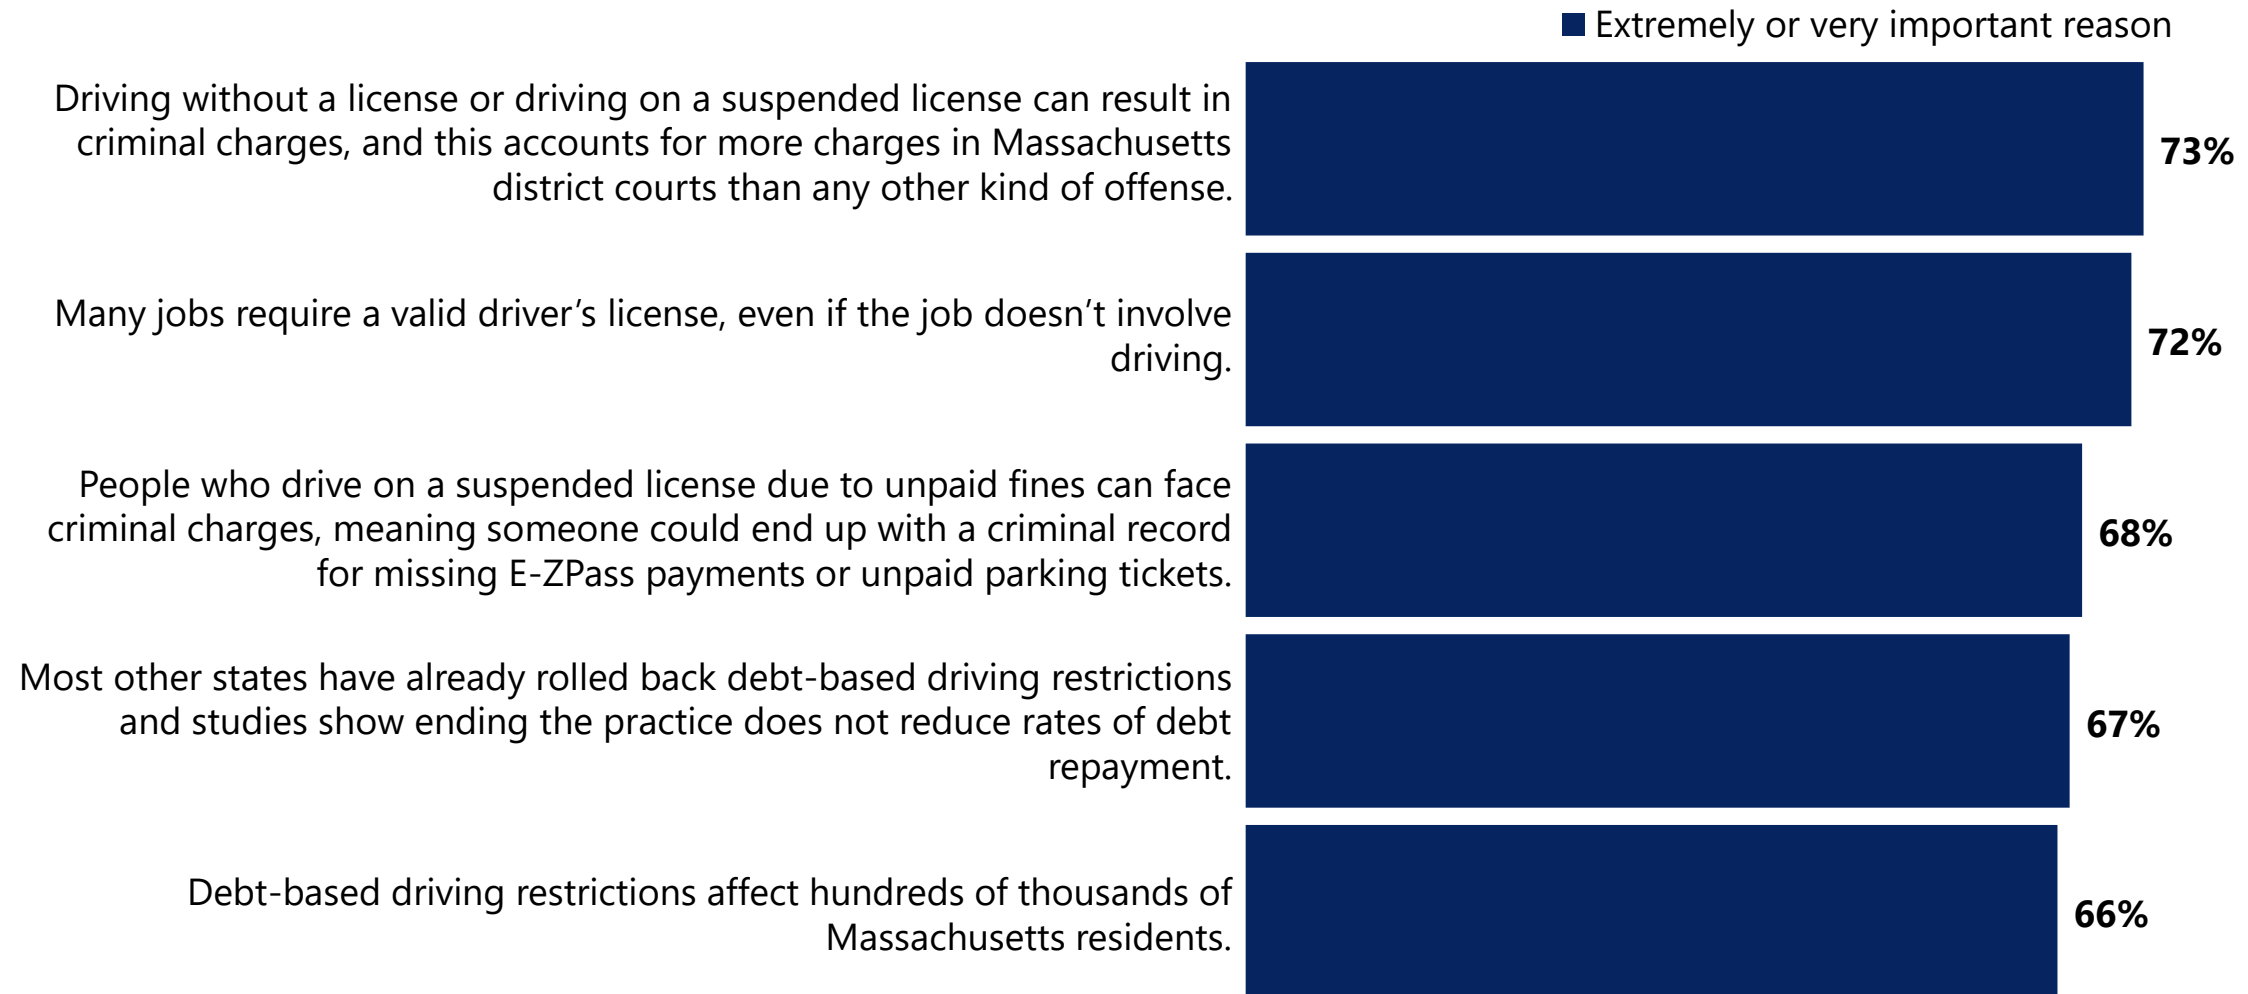 Extremely or very important reason
Driving without a license or driving on a suspended license can result in
criminal charges, and this accounts for more charges in Massachusetts
district courts than any other kind of offense.
73%
Many jobs require a valid driver’s license, even if the job doesn’t involve
driving.
72%
People who drive on a suspended license due to unpaid fines can face
criminal charges, meaning someone could end up with a criminal record
for missing E-ZPass payments or unpaid parking tickets.
68%
Most other states have already rolled back debt-based driving restrictions
and studies show ending the practice does not reduce rates of debt
repayment.
67%
Debt-based driving restrictions affect hundreds of thousands of
Massachusetts residents.
66%